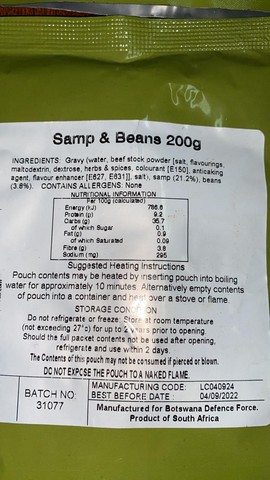 Samp & Beans 200g
INGREDIENTS: Gravy (water, beef stock powder [salt, flavourings,
maltodextrin, dextrose, herbs & spices, colourant [E150], anticaking
agent, flavour enhancer [E627, E631]], salt), samp (21.2%), beans
(3.8%). CONTAINS ALLERGENS: None
NUTRITIONAL INFORMATION
Per 100g (calculated)
Energy (kJ) 786.6
Protein (g) 9.2
Carbs (g) 35.7
of which Sugar 0.1
Fat (g) 0.9
of which Saturated 0.09
Fibre (g) 3.8
Sodium (mg) 295
Suggested Heating Instructions
Pouch contents may be heated by inserting pouch into boiling
water for approximately 10 minutes. Alternatively empty contents
of pouch into a container and heat over a stove or flame.
STORAGE CONDITION
Do not refrigerate or freeze. Store at room temperature
(not exceeding 27°c) for up to 2 years prior to opening.
Should the full packet contents not be used after opening,
refrigerate and use within 2 days.
The Contents of this pouch may not be consumed if pierced or blown.
DO NOT EXPOSE THE POUCH TO A NAKED FLAME.
BATCH NO: 31077
MANUFACTURING CODE: LC040924
BEST BEFORE DATE: 04/09/2022
Manufactured for Botswana Defence Force.
Product of South Africa